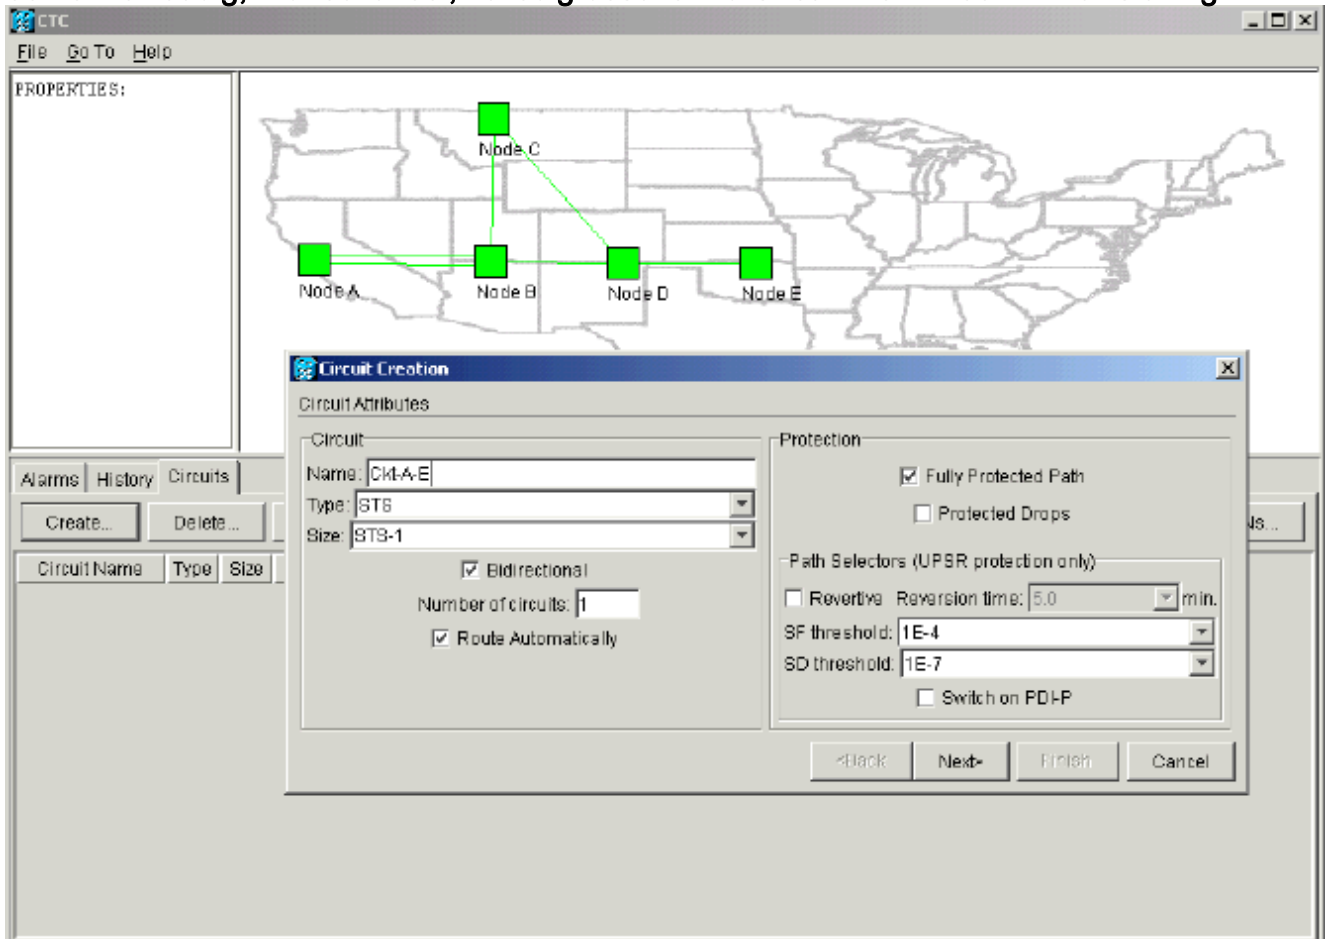 CTC
File Go To Help
PROPERTIES:
Node C
Node A
Node B
Node D
Node E
Circuit Creation
Circuit Attributes
Circuit
Name: Ckt-A-E
Type: STS
Size: STS-1
Bidirectional
Number of circuits: 1
Route Automatically
Protection
Fully Protected Path
Protected Drops
Path Selectors (UPSR protection only)
Revertive Reversion time: 5.0 min.
SF threshold: 1E-4
SD threshold: 1E-7
Switch on PDI-P
<Back Next> Finish Cancel
Alarms History Circuits
Create... Delete...
Circuit Name Type Size